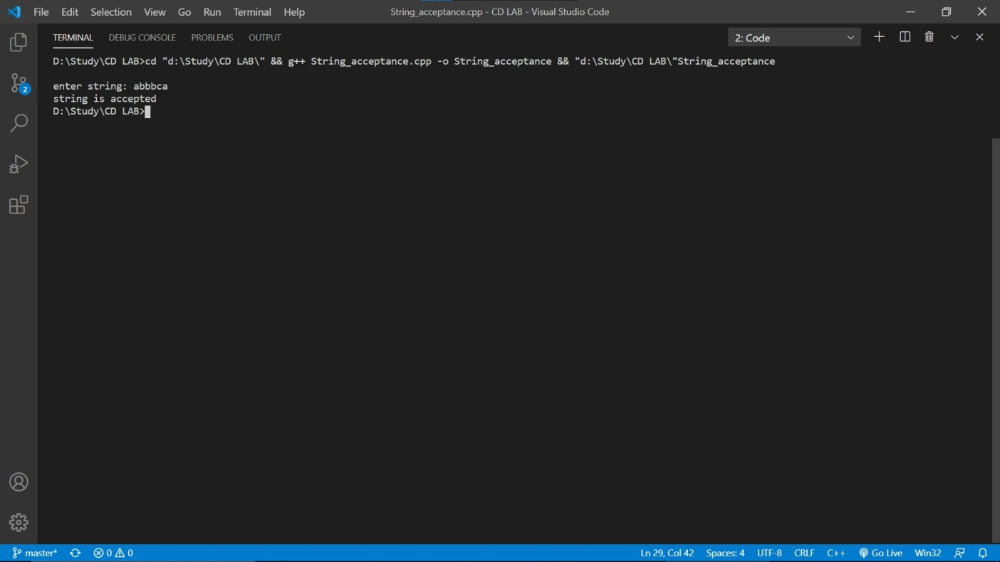 File Edit Selection View Go Run Terminal Help String_acceptance.cpp - CD LAB - Visual Studio Code
TERMINAL DEBUG CONSOLE PROBLEMS OUTPUT 2: Code
D:\Study\CD LAB>cd "d:\Study\CD LAB\" && g++ String_acceptance.cpp -o String_acceptance && "d:\Study\CD LAB\"String_acceptance
enter string: abbbca
string is accepted
D:\Study\CD LAB>
2
master* 0 0 Ln 29, Col 42 Spaces: 4 UTF-8 CRLF C++ Go Live Win32